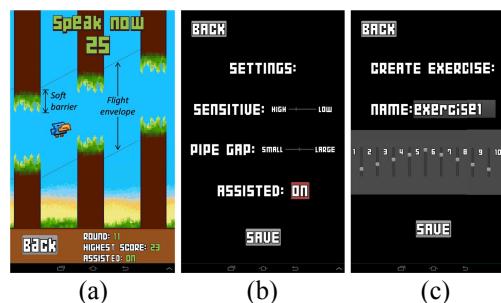 Speak now
25
Soft
barrier
Flight
envelope
Back
ROUND: 11
HIGHEST SCORE: 23
ASSISTED: ON
(a)
BACK
SETTINGS:
SENSITIVE: HIGH LOW
PIPE GAP: SMALL LARGE
ASSISTED: ON
SAVE
(b)
BACK
CREATE EXERCISE:
NAME: exercise1
1 2 3 4 5 6 7 8 9 10
SAVE
(c)